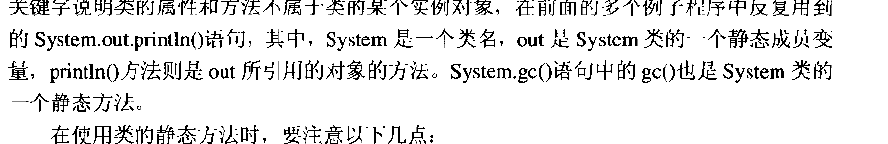 关键字说明类的属性和方法不属于类的某个实例对象，在前面的多个例子程序中反复用到
的 System.out.println()语句，其中，System 是一个类名，out 是 System 类的一个静态成员变
量，println()方法则是 out 所引用的对象的方法。System.gc()语句中的 gc()也是 System 类的
一个静态方法。
在使用类的静态方法时，要注意以下几点：